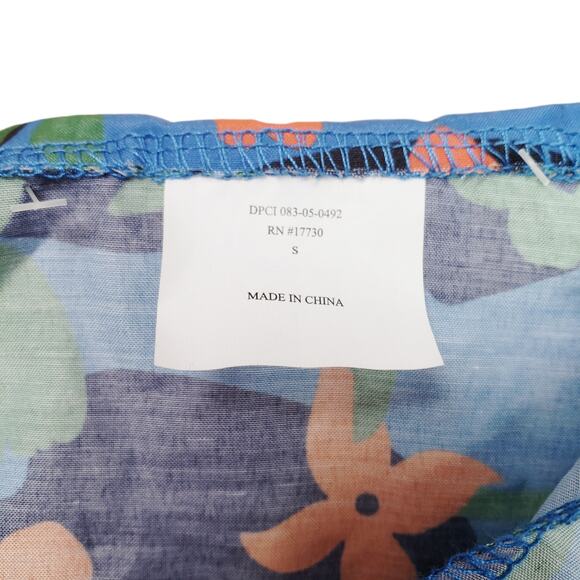 DPCI 083-05-0492
RN #17730
S
MADE IN CHINA